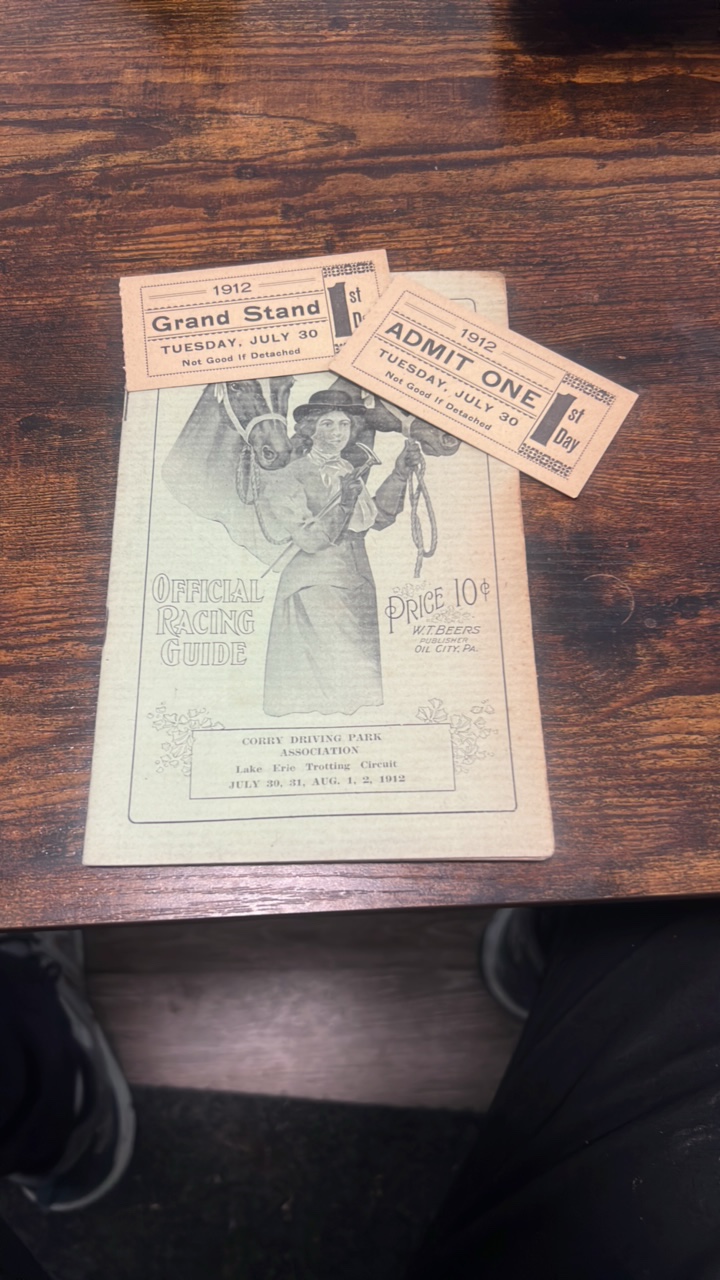 1912
Grand Stand
TUESDAY, JULY 30
Not Good If Detached
1st
1912
ADMIT ONE
TUESDAY, JULY 30
Not Good If Detached
1st
Day
OFFICIAL
RACING
GUIDE
PRICE 10¢
W.T. BEERS
PUBLISHER
OIL CITY, PA.
CORRY DRIVING PARK
ASSOCIATION
Lake Erie Trotting Circuit
JULY 30, 31, AUG. 1, 2, 1912